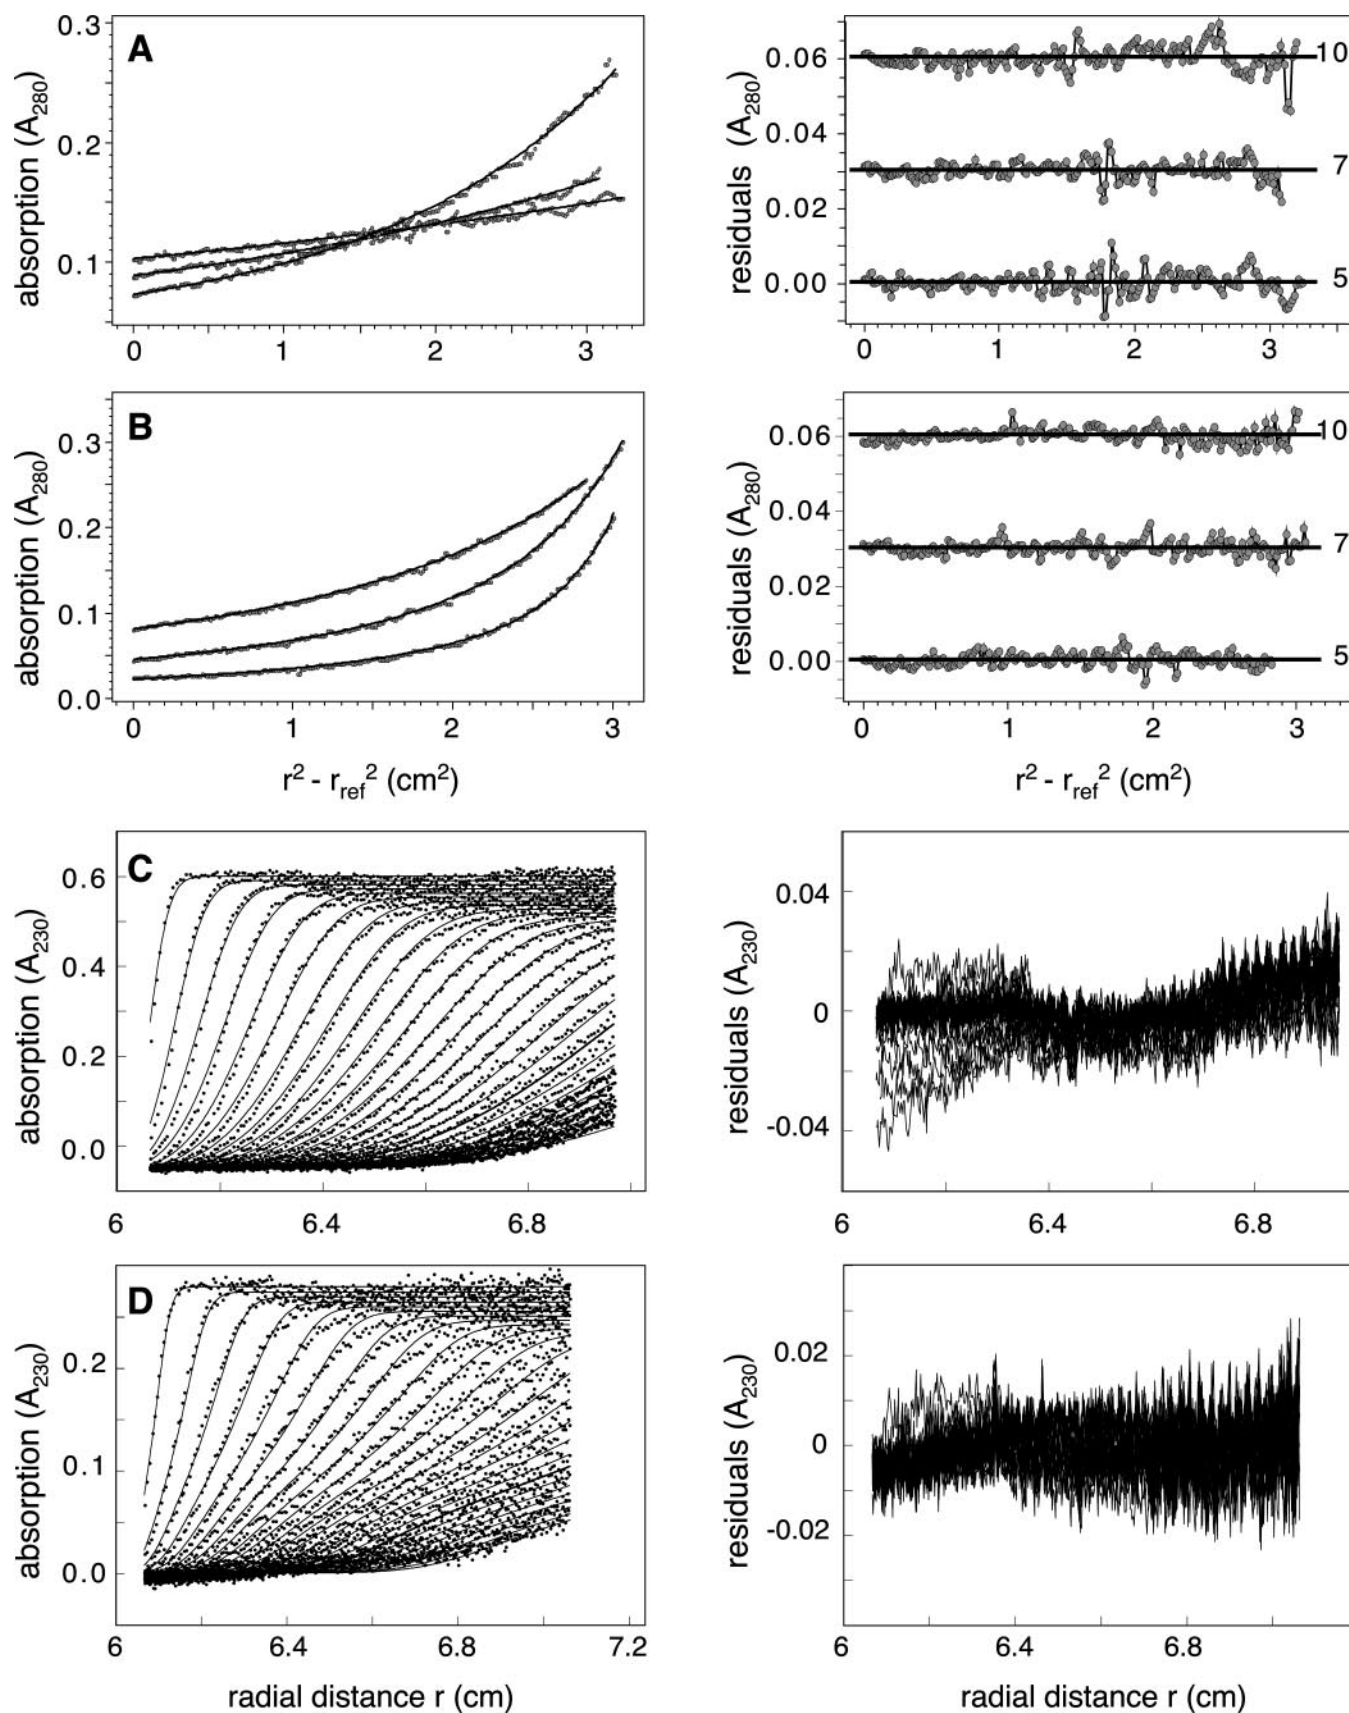 A
absorption (A280)
0.3
0.2
0.1
0 1 2 3
residuals (A280)
0.06
0.04
0.02
0.00
10
7
5
0 1 2 3
B
absorption (A280)
0.3
0.2
0.1
0.0
0 1 2 3
r² - rref² (cm²)
residuals (A280)
0.06
0.04
0.02
0.00
10
7
5
0 1 2 3
r² - rref² (cm²)
C
absorption (A230)
0.6
0.4
0.2
0.0
6 6.4 6.8
residuals (A230)
0.04
0
-0.04
6 6.4 6.8
D
absorption (A230)
0.2
0.1
0.0
6 6.4 6.8 7.2
radial distance r (cm)
residuals (A230)
0.02
0
-0.02
6 6.4 6.8
radial distance r (cm)